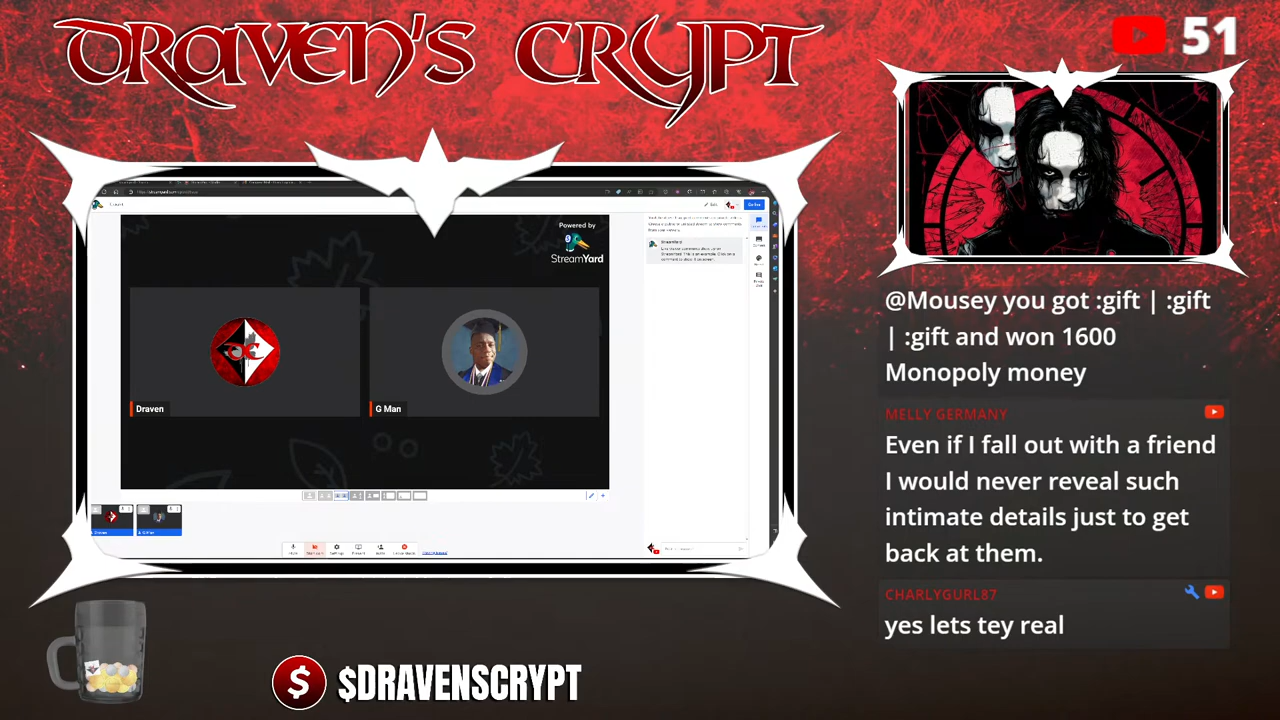 DRAVEN'S CRYPT
51
Powered by
StreamYard
Draven
G Man
@Mousey you got :gift | :gift
| :gift and won 1600
Monopoly money
MELLY GERMANY
Even if I fall out with a friend
I would never reveal such
intimate details just to get
back at them.
CHARLYGURL87
yes lets tey real
$ $DRAVENSCRYPT